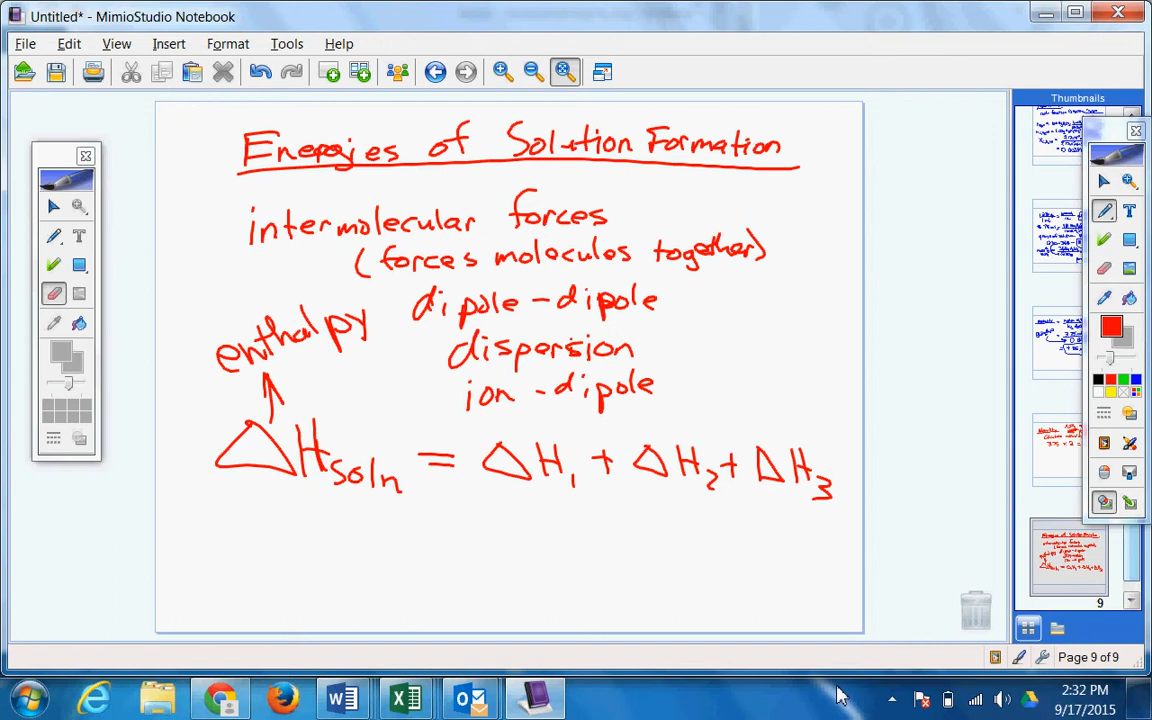 Untitled* - MimioStudio Notebook
File Edit View Insert Format Tools Help
Thumbnails
Energies of Solution Formation
intermolecular forces
(forces molecules together)
dipole-dipole
enthalpy
dispersion
ion-dipole
ΔHsoln = ΔH1 + ΔH2 + ΔH3
9
Page 9 of 9
2:32 PM
9/17/2015